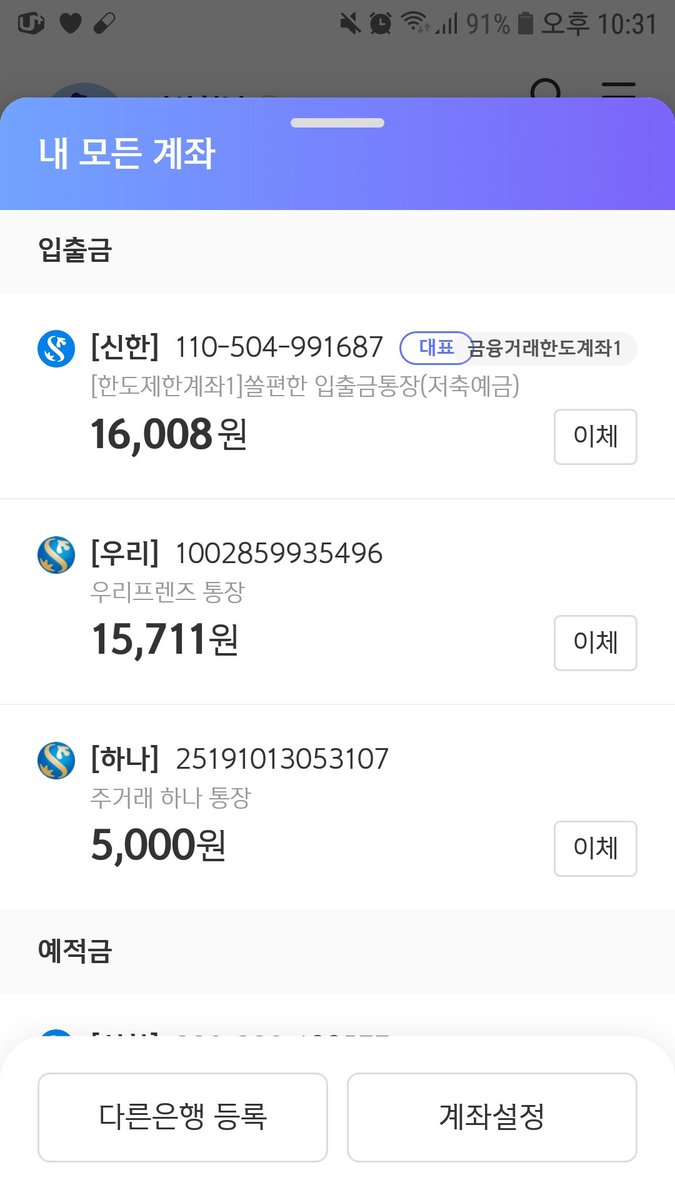 91% 오후 10:31
내 모든 계좌
입출금
[신한] 110-504-991687 대표 금융거래한도계좌1
[한도제한계좌1]쏠편한 입출금통장(저축예금)
16,008원
이체
[우리] 1002859935496
우리프렌즈 통장
15,711원
이체
[하나] 25191013053107
주거래 하나 통장
5,000원
이체
예적금
다른은행 등록
계좌설정